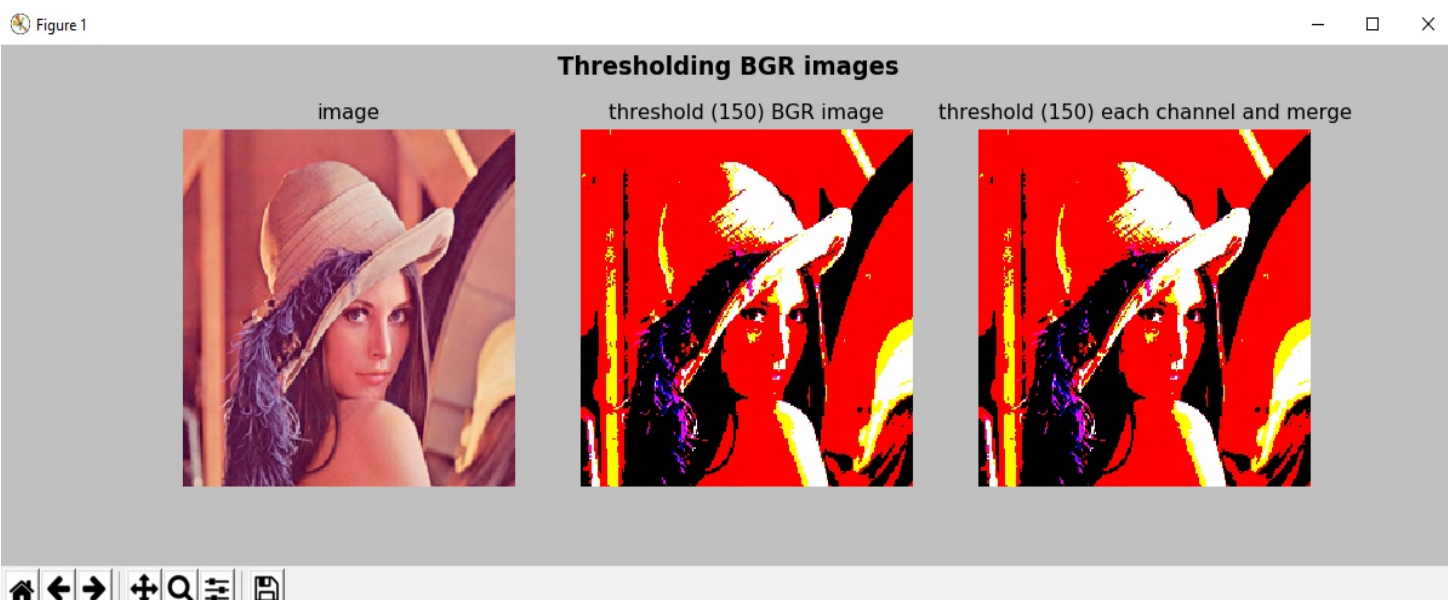 Figure 1
Thresholding BGR images
image
threshold (150) BGR image
threshold (150) each channel and merge